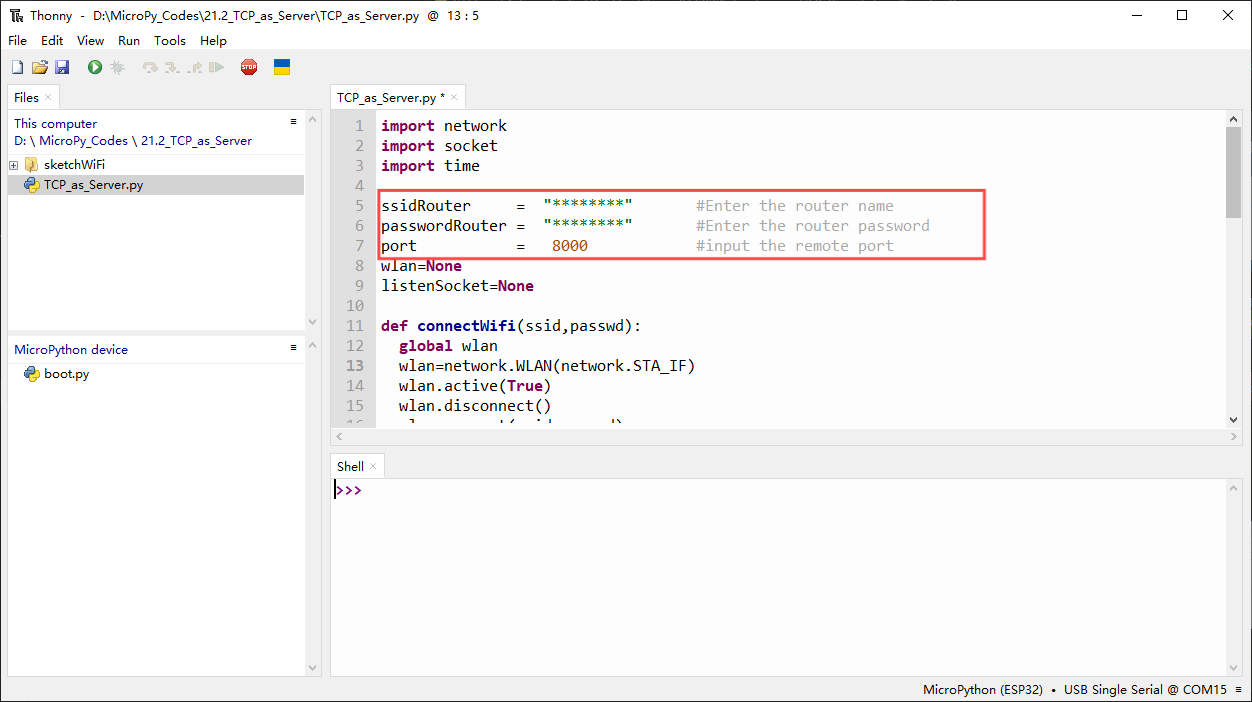 Thonny - D:\MicroPy_Codes\21.2_TCP_as_Server\TCP_as_Server.py @ 13 : 5
File Edit View Run Tools Help
STOP
Files ×
This computer
D: \ MicroPy_Codes \ 21.2_TCP_as_Server
sketchWiFi
TCP_as_Server.py
MicroPython device
boot.py
TCP_as_Server.py * ×
1 import network
2 import socket
3 import time
4
5 ssidRouter     =  "********"       #Enter the router name
6 passwordRouter =  "********"       #Enter the router password
7 port           =   8000            #input the remote port
8 wlan=None
9 listenSocket=None
10
11 def connectWifi(ssid,passwd):
12   global wlan
13   wlan=network.WLAN(network.STA_IF)
14   wlan.active(True)
15   wlan.disconnect()
Shell ×
>>>
MicroPython (ESP32) • USB Single Serial @ COM15 ≡